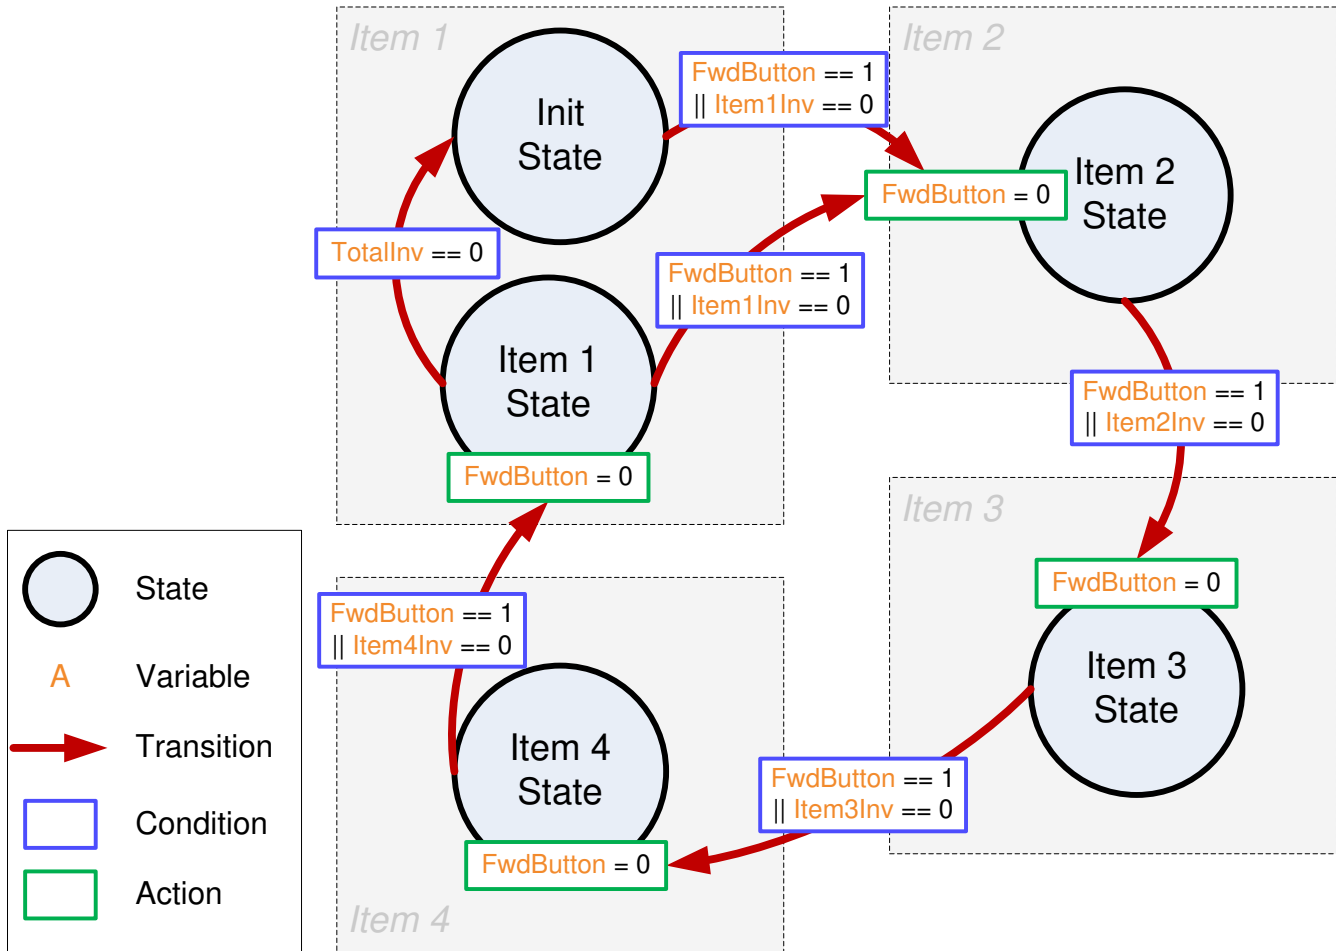 Item 1
Init
State
FwdButton == 1
|| Item1Inv == 0
Item 2
Item 2
State
FwdButton = 0
TotalInv == 0
FwdButton == 1
|| Item1Inv == 0
Item 1
State
FwdButton = 0
FwdButton == 1
|| Item2Inv == 0
Item 3
FwdButton = 0
Item 3
State
FwdButton == 1
|| Item4Inv == 0
Item 4
State
FwdButton == 1
|| Item3Inv == 0
FwdButton = 0
Item 4
State
A Variable
Transition
Condition
Action